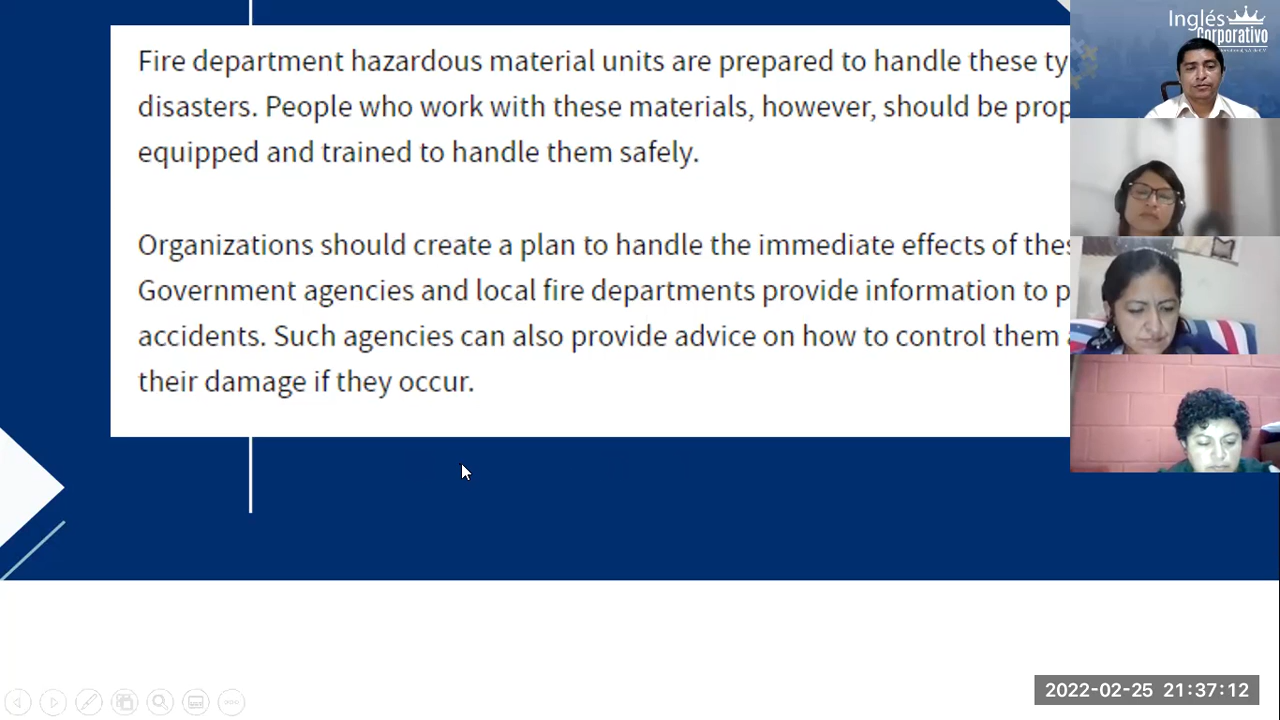 Inglés
Corporativo
Fire department hazardous material units are prepared to handle these
disasters. People who work with these materials, however, should be
equipped and trained to handle them safely.
Organizations should create a plan to handle the immediate effects of
Government agencies and local fire departments provide information to
accidents. Such agencies can also provide advice on how to control them
their damage if they occur.
2022-02-25 21:37:12